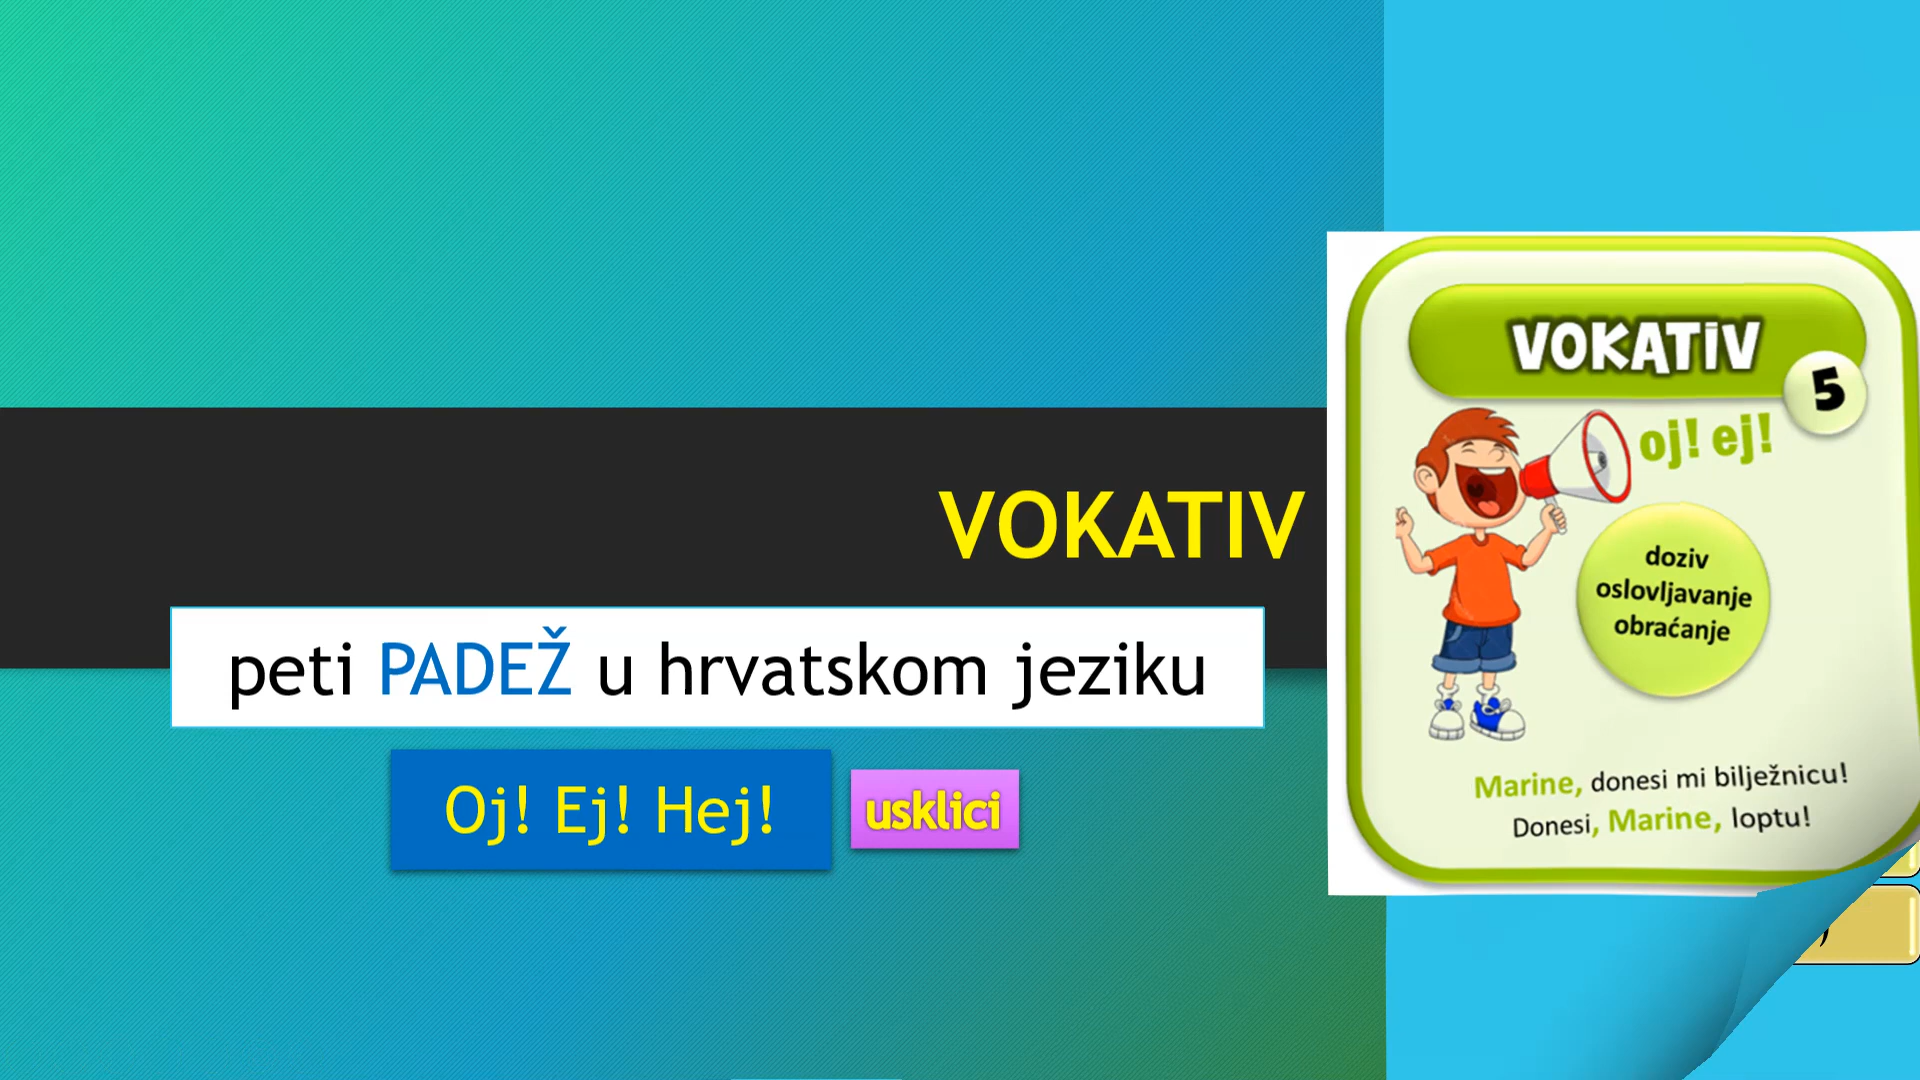 VOKATIV
peti PADEŽ u hrvatskom jeziku
Oj! Ej! Hej!
usklici
VOKATIV
5
oj! ej!
doziv
oslovljavanje
obraćanje
Marine, donesi mi bilježnicu!
Donesi, Marine, loptu!